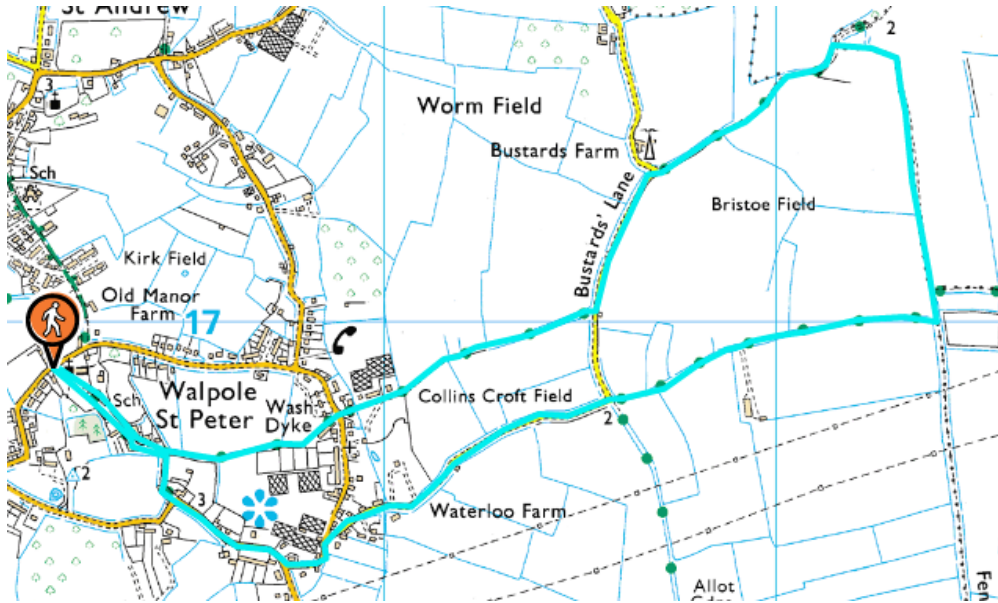 St Andrew
2
3
Worm Field
Bustards Farm
Sch
Bustards' Lane
Bristoe Field
Kirk Field
Old Manor
Farm
17
Walpole
St Peter
Wash
Dyke
Collins Croft Field
Sch
2
2
3
Waterloo Farm
Allot
Gdns
Fen